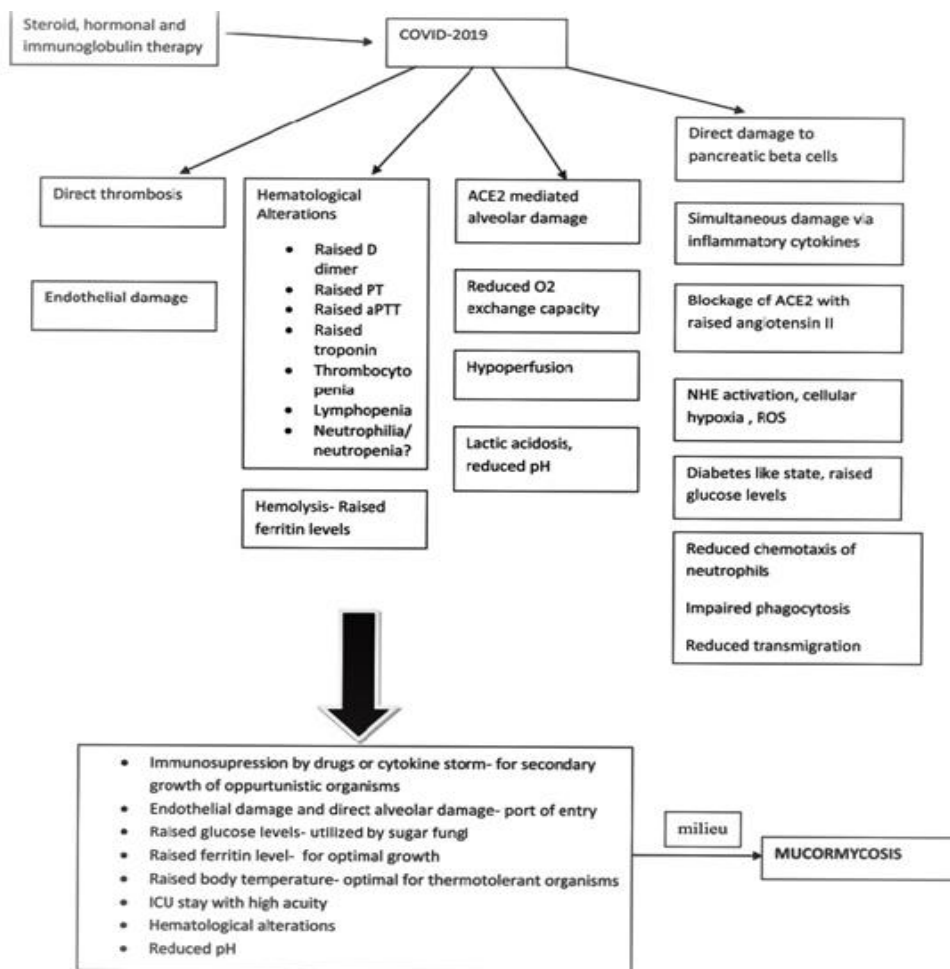 Steroid, hormonal and
immunoglobulin therapy
COVID-2019
Direct thrombosis
Endothelial damage
Hematological
Alterations
• Raised D
dimer
• Raised PT
• Raised aPTT
• Raised
troponin
• Thrombocyto
penia
• Lymphopenia
• Neutrophilia/
neutropenia?
Hemolysis- Raised
ferritin levels
ACE2 mediated
alveolar damage
Reduced O2
exchange capacity
Hypoperfusion
Lactic acidosis,
reduced pH
Direct damage to
pancreatic beta cells
Simultaneous damage via
inflammatory cytokines
Blockage of ACE2 with
raised angiotensin II
NHE activation, cellular
hypoxia , ROS
Diabetes like state, raised
glucose levels
Reduced chemotaxis of
neutrophils
Impaired phagocytosis
Reduced transmigration
• Immunosupression by drugs or cytokine storm- for secondary
growth of oppurtunistic organisms
• Endothelial damage and direct alveolar damage- port of entry
• Raised glucose levels- utilized by sugar fungi
• Raised ferritin level- for optimal growth
• Raised body temperature- optimal for thermotolerant organisms
• ICU stay with high acuity
• Hematological alterations
• Reduced pH
milieu
MUCORMYCOSIS